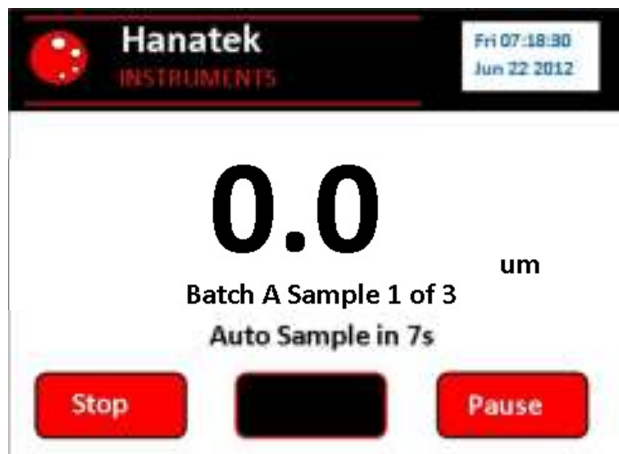 Hanatek
INSTRUMENTS
Fri 07:18:30
Jun 22 2012
0.0
um
Batch A Sample 1 of 3
Auto Sample in 7s
Stop
Pause